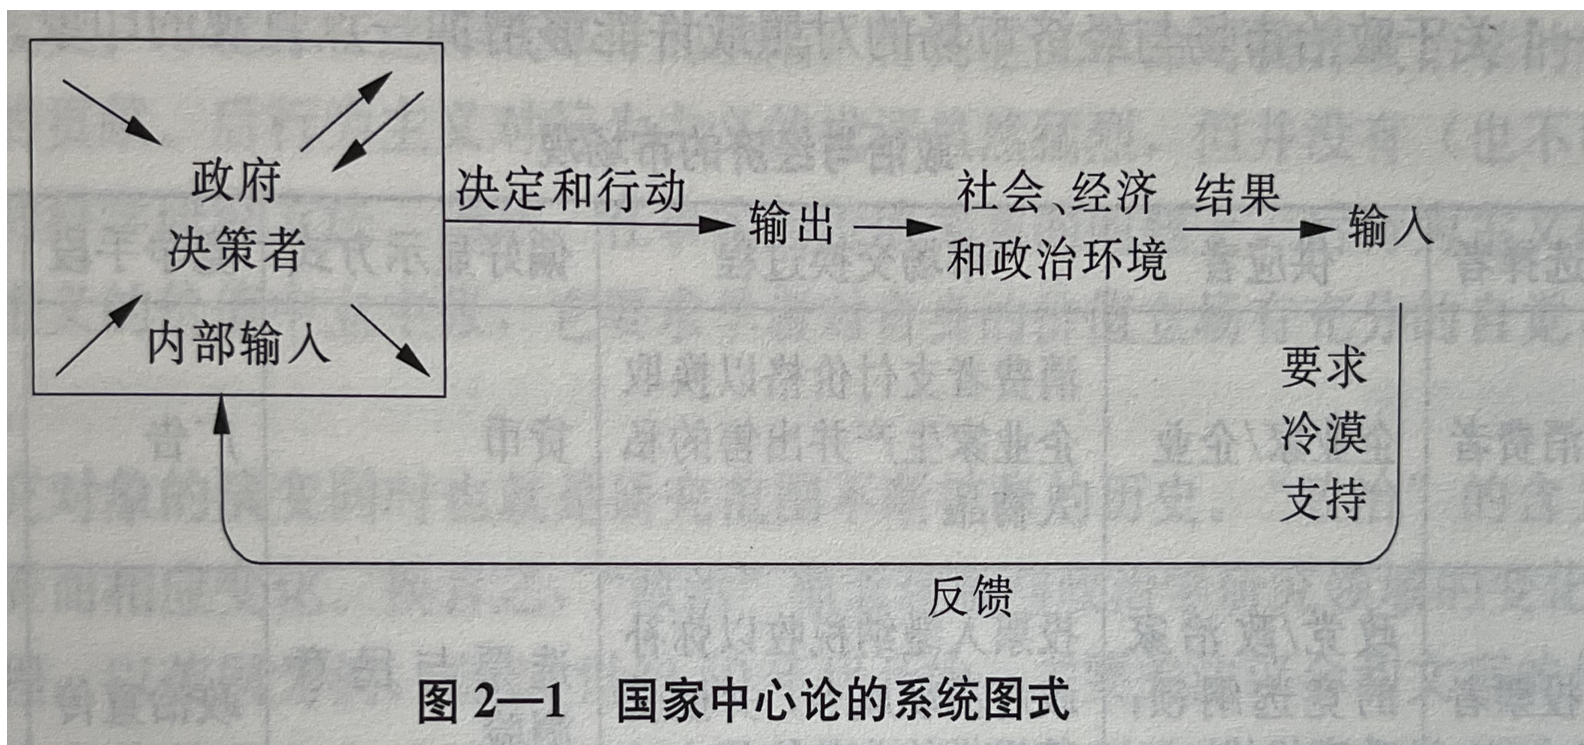 政府
决策者
内部输入
决定和行动
输出
社会、经济
和政治环境
结果
输入
要求
冷漠
支持
反馈
图 2—1 国家中心论的系统图式